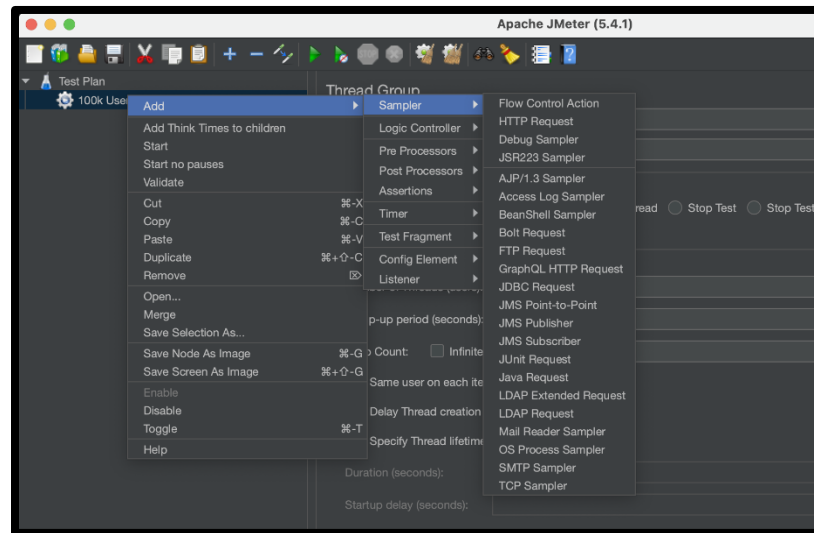 Apache JMeter (5.4.1)
Test Plan
100k Use
Thread Group
Add
Add Think Times to children
Start
Start no pauses
Validate
Cut ⌘-X
Copy ⌘-C
Paste ⌘-V
Duplicate ⌘+⇧-C
Remove ⌦
Open...
Merge
Save Selection As...
Save Node As Image ⌘-G
Save Screen As Image ⌘+⇧-G
Enable
Disable
Toggle ⌘-T
Help
Sampler
Logic Controller
Pre Processors
Post Processors
Assertions
Timer
Test Fragment
Config Element
Listener
Flow Control Action
HTTP Request
Debug Sampler
JSR223 Sampler
AJP/1.3 Sampler
Access Log Sampler
BeanShell Sampler
Bolt Request
FTP Request
GraphQL HTTP Request
JDBC Request
JMS Point-to-Point
JMS Publisher
JMS Subscriber
JUnit Request
Java Request
LDAP Extended Request
LDAP Request
Mail Reader Sampler
OS Process Sampler
SMTP Sampler
TCP Sampler
read Stop Test Stop Test
p-up period (seconds):
Count: Infinite
Same user on each ite
Delay Thread creation
Specify Thread lifetime
Duration (seconds):
Startup delay (seconds):